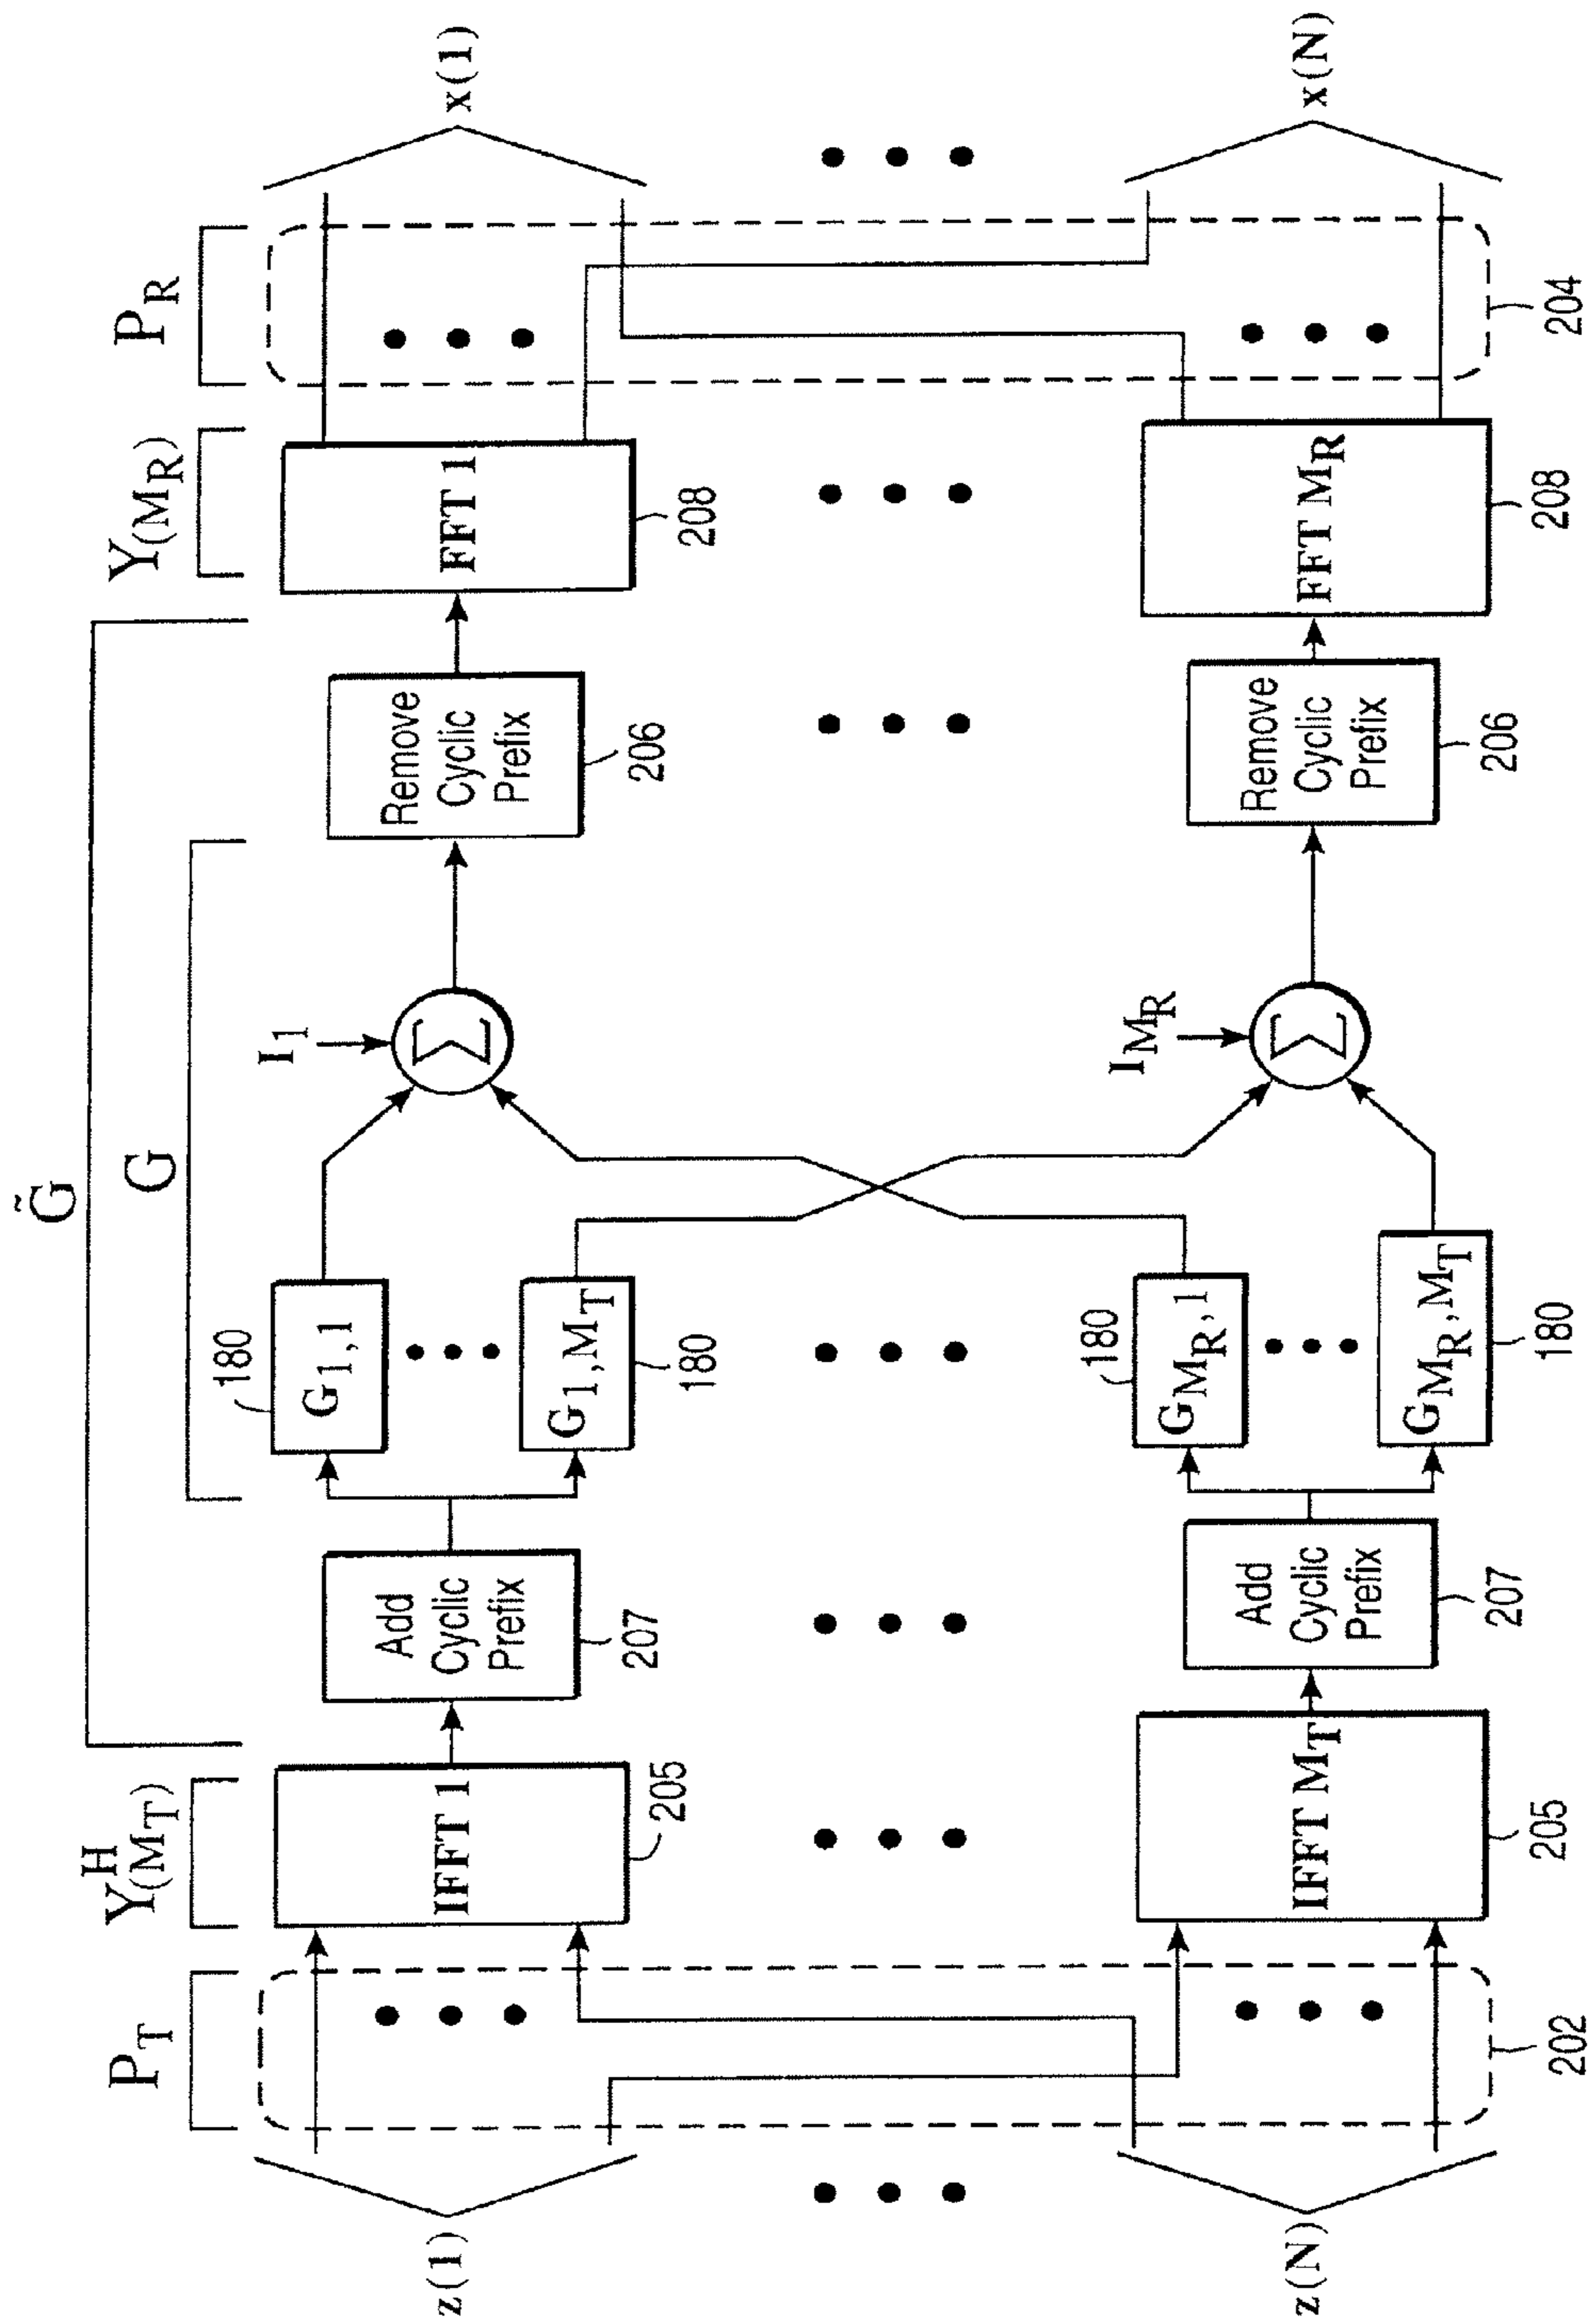 G̃
G
P_T
Y^H_(M_T)
Y_(M_R)
P_R
z(1)
IFFT 1
205
Add
Cyclic
Prefix
207
180
G_1,1
G_1,M_T
180
I_1
Σ
Remove
Cyclic
Prefix
206
FFT 1
208
x(1)
z(N)
202
IFFT M_T
205
Add
Cyclic
Prefix
207
180
G_M_R,1
G_M_R,M_T
180
I_M_R
Σ
Remove
Cyclic
Prefix
206
FFT M_R
208
204
x(N)